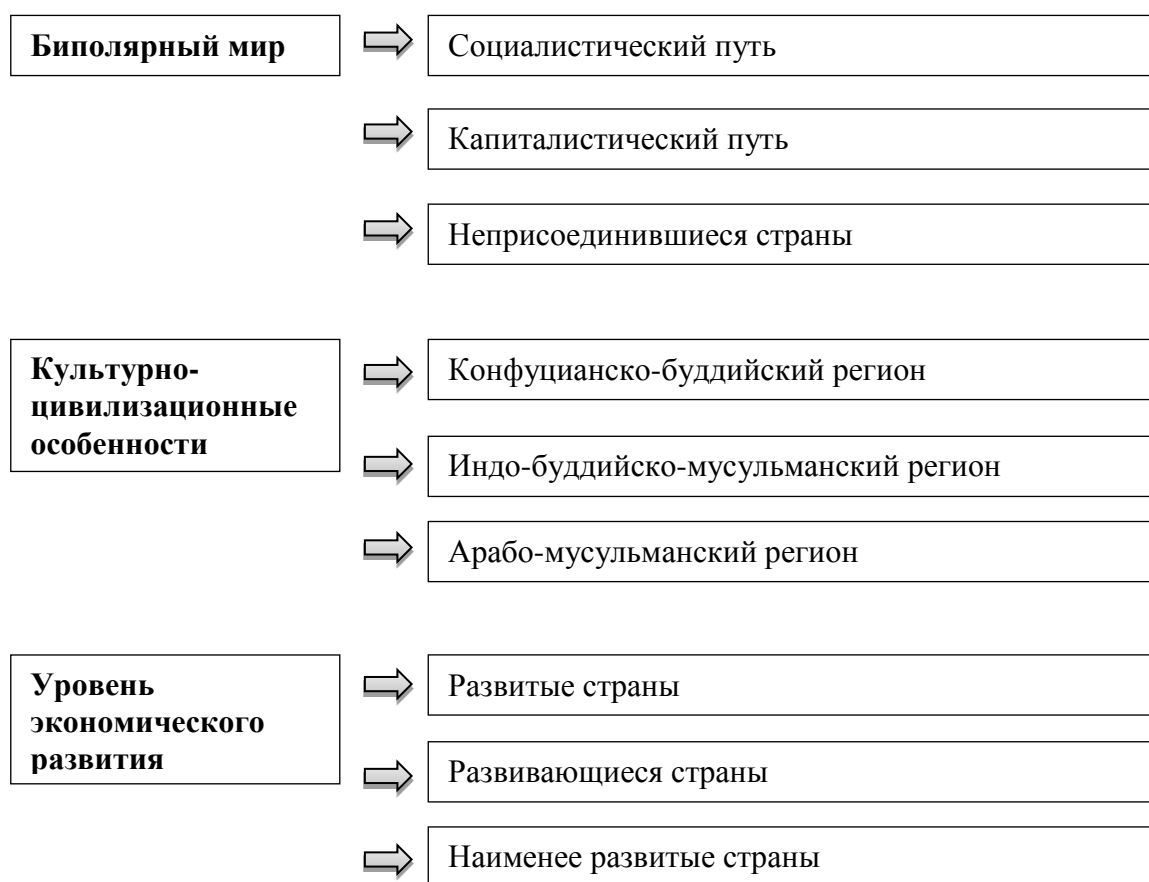 Биполярный мир
Социалистический путь
Капиталистический путь
Неприсоединившиеся страны
Культурно-
цивилизационные
особенности
Конфуцианско-буддийский регион
Индо-буддийско-мусульманский регион
Арабо-мусульманский регион
Уровень
экономического
развития
Развитые страны
Развивающиеся страны
Наименее развитые страны